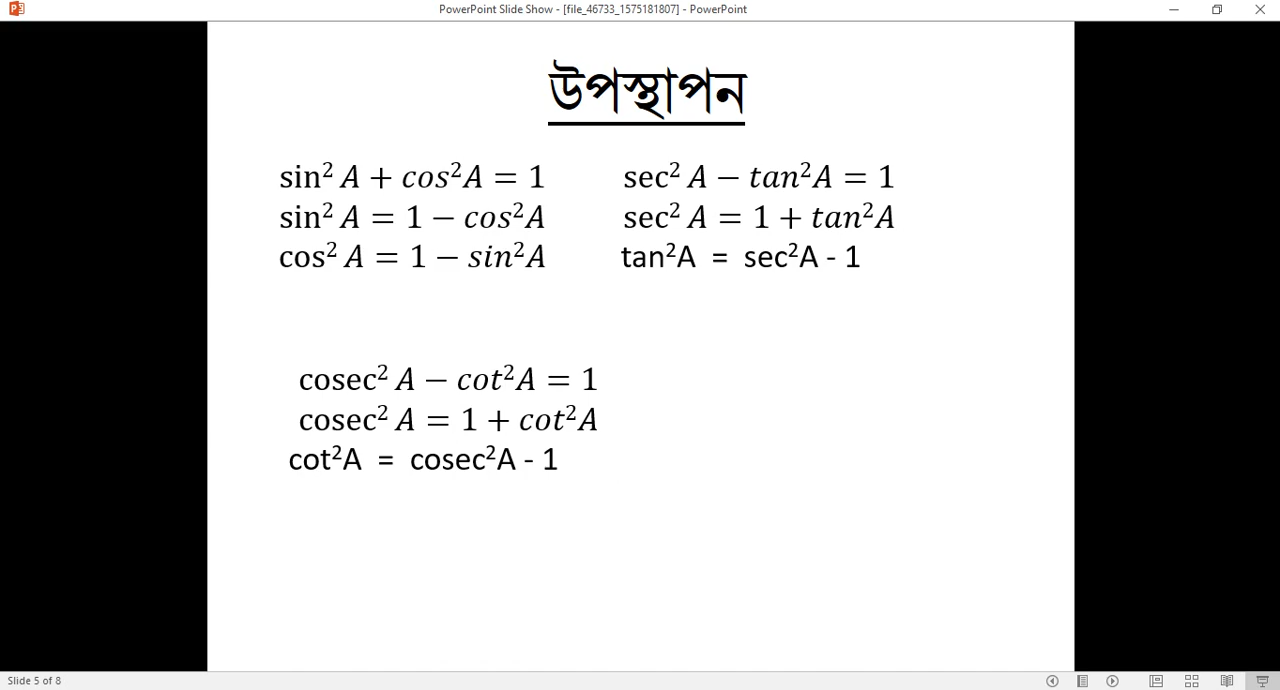 PowerPoint Slide Show - [file_46733_1575181807] - PowerPoint
উপস্থাপন
sin² A + cos²A = 1
sin² A = 1 − cos²A
cos² A = 1 − sin²A
sec² A − tan²A = 1
sec² A = 1 + tan²A
tan²A = sec²A - 1
cosec² A − cot²A = 1
cosec² A = 1 + cot²A
cot²A = cosec²A - 1
Slide 5 of 8